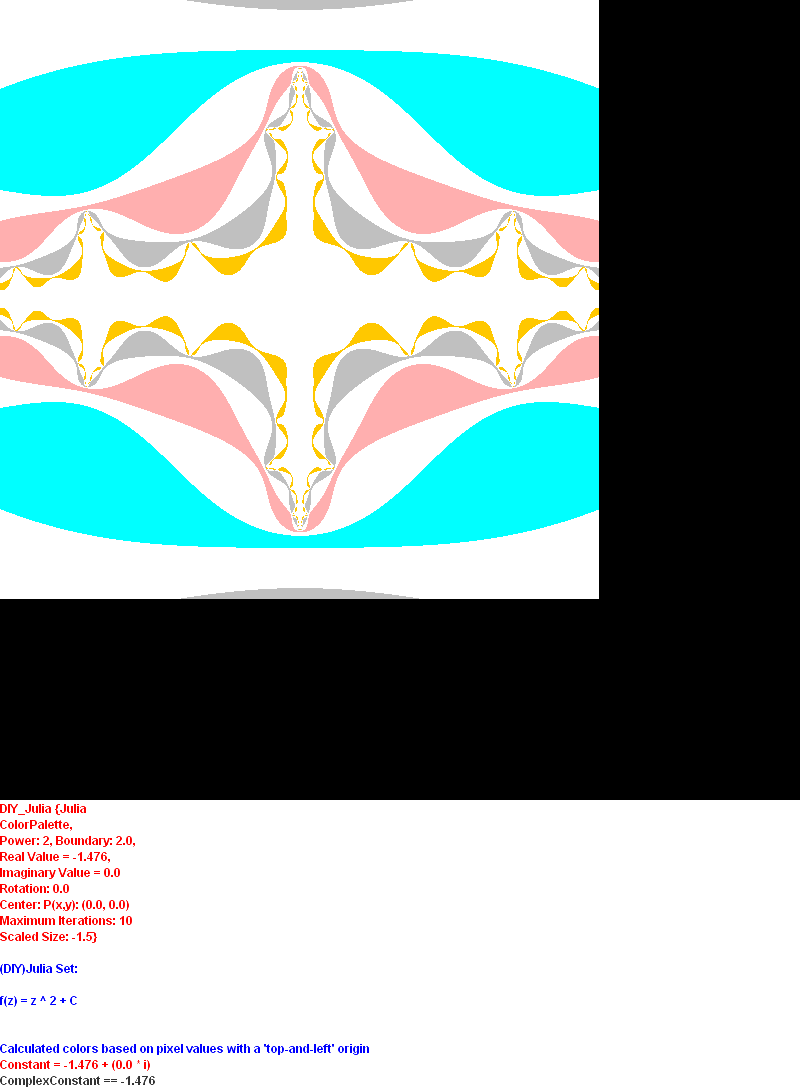 DIY_Julia {Julia
ColorPalette,
Power: 2, Boundary: 2.0,
Real Value = -1.476,
Imaginary Value = 0.0
Rotation: 0.0
Center: P(x,y): (0.0, 0.0)
Maximum Iterations: 10
Scaled Size: -1.5}
(DIY)Julia Set:
f(z) = z ^ 2 + C
Calculated colors based on pixel values with a 'top-and-left' origin
Constant = -1.476 + (0.0 * i)
ComplexConstant == -1.476